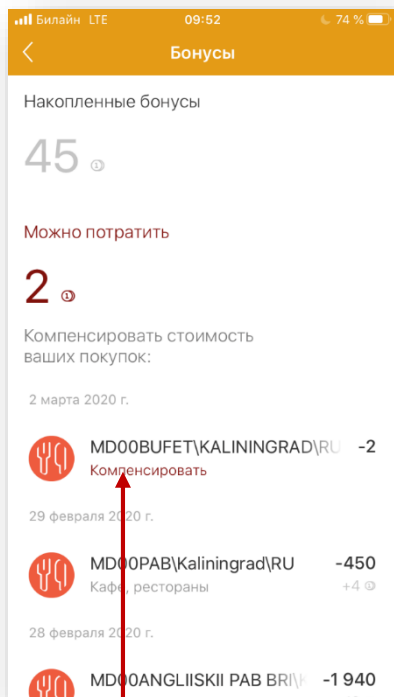 Билайн LTE 09:52 74 %
Бонусы
Накопленные бонусы
45
Можно потратить
2
Компенсировать стоимость
ваших покупок:
2 марта 2020 г.
MD00BUFET\KALININGRAD\RU -2
Компенсировать
29 февраля 2020 г.
MD00PAB\Kaliningrad\RU -450
Кафе, рестораны +4
28 февраля 2020 г.
MD00ANGLIISKII PAB BRI\ -1 940